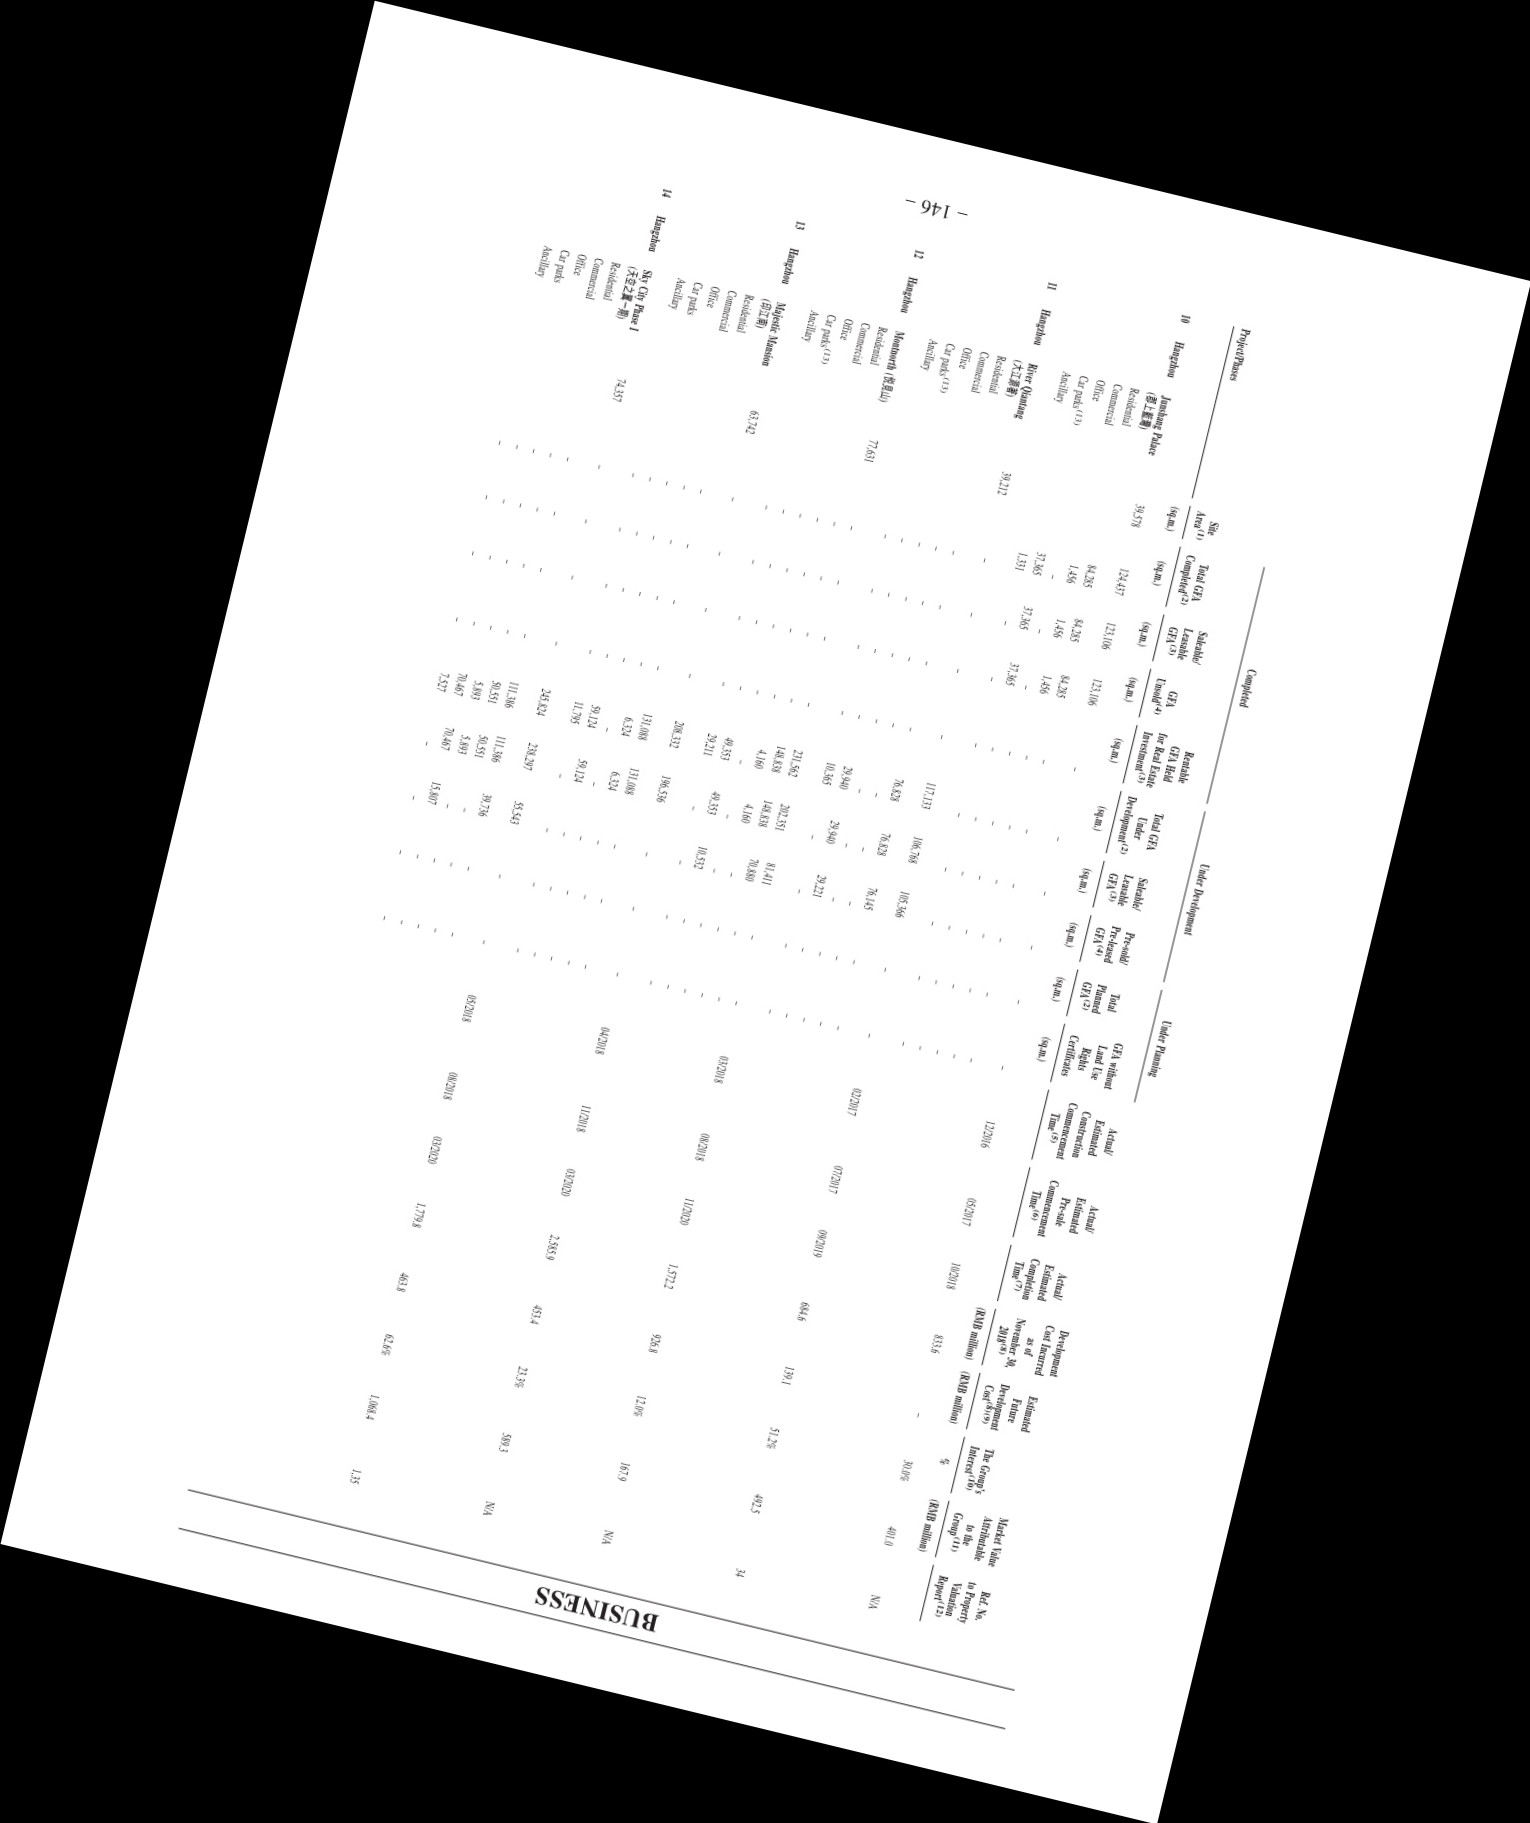 BUSINESS
Completed Under Development Under Planning
Project/Phases
Site Area(1) Total GFA Completed(2) Saleable/ Leasable GFA(3) GFA Unsold(4) Rentable GFA Held for Real Estate Investment(3) Total GFA Under Development(2) Saleable/ Leasable GFA(3) Pre-sold/ Pre-leased GFA(4) Total Planned GFA(2) GFA without Land Use Rights Certificates Actual/ Estimated Construction Commencement Time(5) Actual/ Estimated Pre-sale Commencement Time(6) Actual/ Estimated Completion Time(7) Development Cost Incurred as of November 30, 2018(8) Estimated Future Development Cost(8)(9) The Group's Interest(10) Market Value Attributable to the Group(11) Ref. No. to Property Valuation Report(12)
(sq.m.) (sq.m.) (sq.m.) (sq.m.) (sq.m.) (sq.m.) (sq.m.) (sq.m.) (sq.m.) (sq.m.) (RMB million) (RMB million) % (RMB million)
10 Hangzhou Junshang Palace 39,578 124,437 123,106 123,106 – – – – – – 12/2016 05/2017 10/2018 833.6 – 30.0% 401.0 N/A
Residential 84,285 84,285 84,285 – – – – – –
Commercial 1,456 1,456 1,456 – – – – – –
Office – – – – – – – – –
Car parks(13) 37,365 37,365 37,365 – – – – – –
Ancillary 1,331 – – – – – – – –
11 Hangzhou River Qiantang 39,212 – – – – 117,133 106,768 105,366 – – 02/2017 07/2017 09/2019 684.6 139.1 51.2% 492.5 34
Residential – – – – 76,828 76,828 76,145 – –
Commercial – – – – – – – – –
Office – – – – – – – – –
Car parks(13) – – – – 29,940 29,940 29,221 – –
Ancillary – – – – 10,365 – – – –
12 Hangzhou Montnorth (悅見山) 77,631 – – – – 231,562 202,351 81,411 – – 03/2018 08/2018 11/2020 1,572.2 926.8 12.0% 167.9 N/A
Residential – – – – 148,838 148,838 70,880 – –
Commercial – – – – 4,160 4,160 – – –
Office – – – – – – – – –
Car parks(13) – – – – 49,353 49,353 10,532 – –
Ancillary – – – – 29,211 – – – –
13 Hangzhou Majestic Mansion 63,742 – – – – 208,332 196,536 – – – 04/2018 11/2018 03/2020 2,585.9 453.4 23.3% 589.3 N/A
(印江南)
Residential – – – – 131,088 131,088 – – –
Commercial – – – – 6,324 6,324 – – –
Office – – – – – – – – –
Car parks – – – – 59,124 59,124 – – –
Ancillary – – – – 11,795 – – – –
14 Hangzhou Sky City Phase I 74,357 – – – – 245,824 238,297 55,543 – – 05/2018 08/2018 03/2020 1,779.8 463.8 62.6% 1,068.4 1,35
(天空之翼一期)
Residential – – – – 111,386 111,386 39,736 – –
Commercial – – – – 50,551 50,551 – – –
Office – – – – 5,893 5,893 – – –
Car parks – – – – 70,467 70,467 15,807 – –
Ancillary – – – – 7,527 – – – –
– 146 –